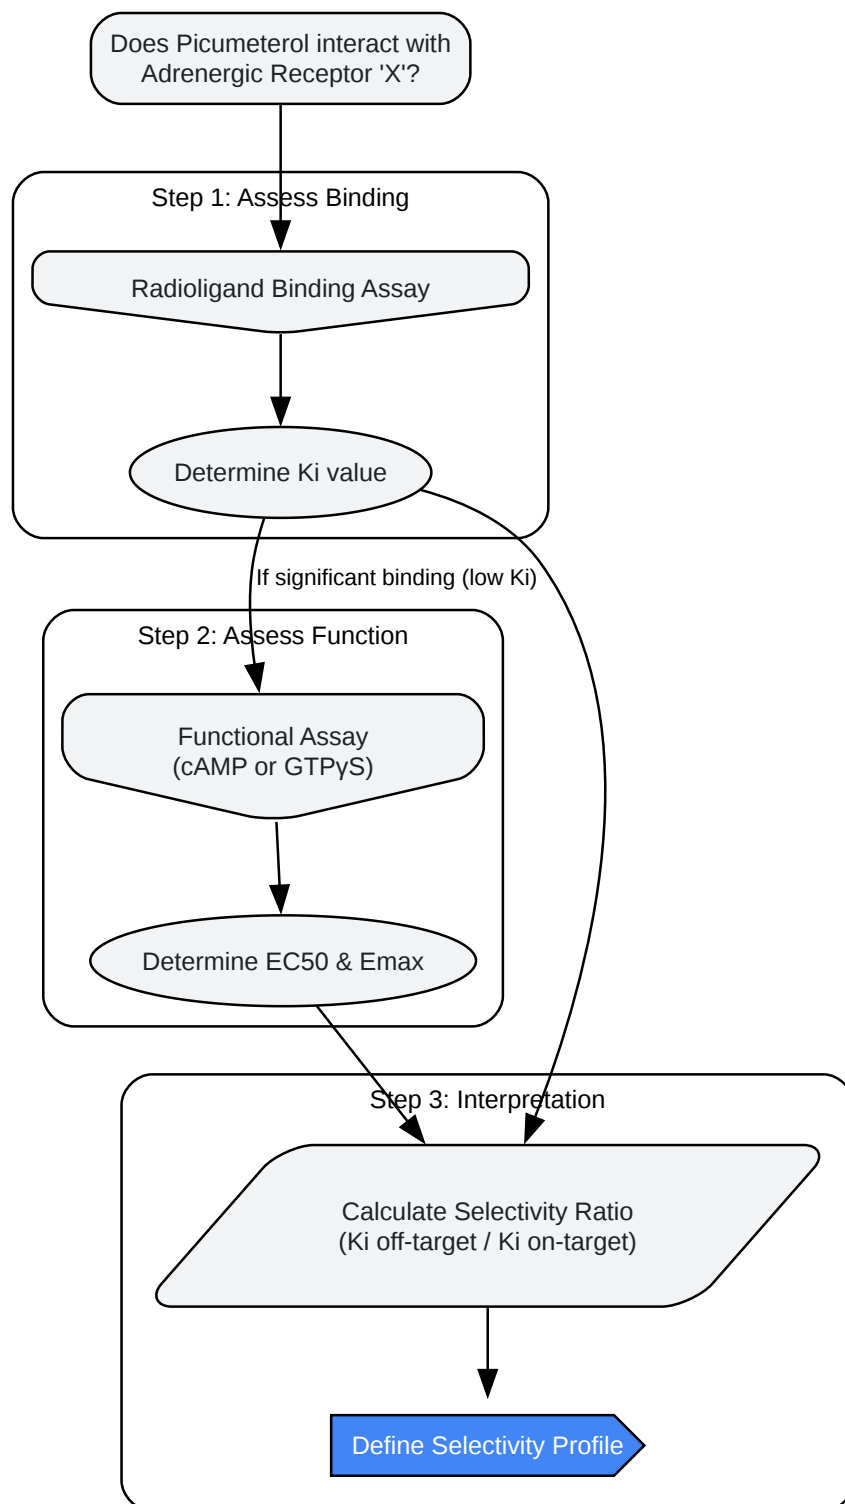 Does Picumeterol interact with
Adrenergic Receptor 'X'?
Step 1: Assess Binding
Radioligand Binding Assay
Determine Ki value
If significant binding (low Ki)
Step 2: Assess Function
Functional Assay
(cAMP or GTPγS)
Determine EC50 & Emax
Step 3: Interpretation
Calculate Selectivity Ratio
(Ki off-target / Ki on-target)
Define Selectivity Profile